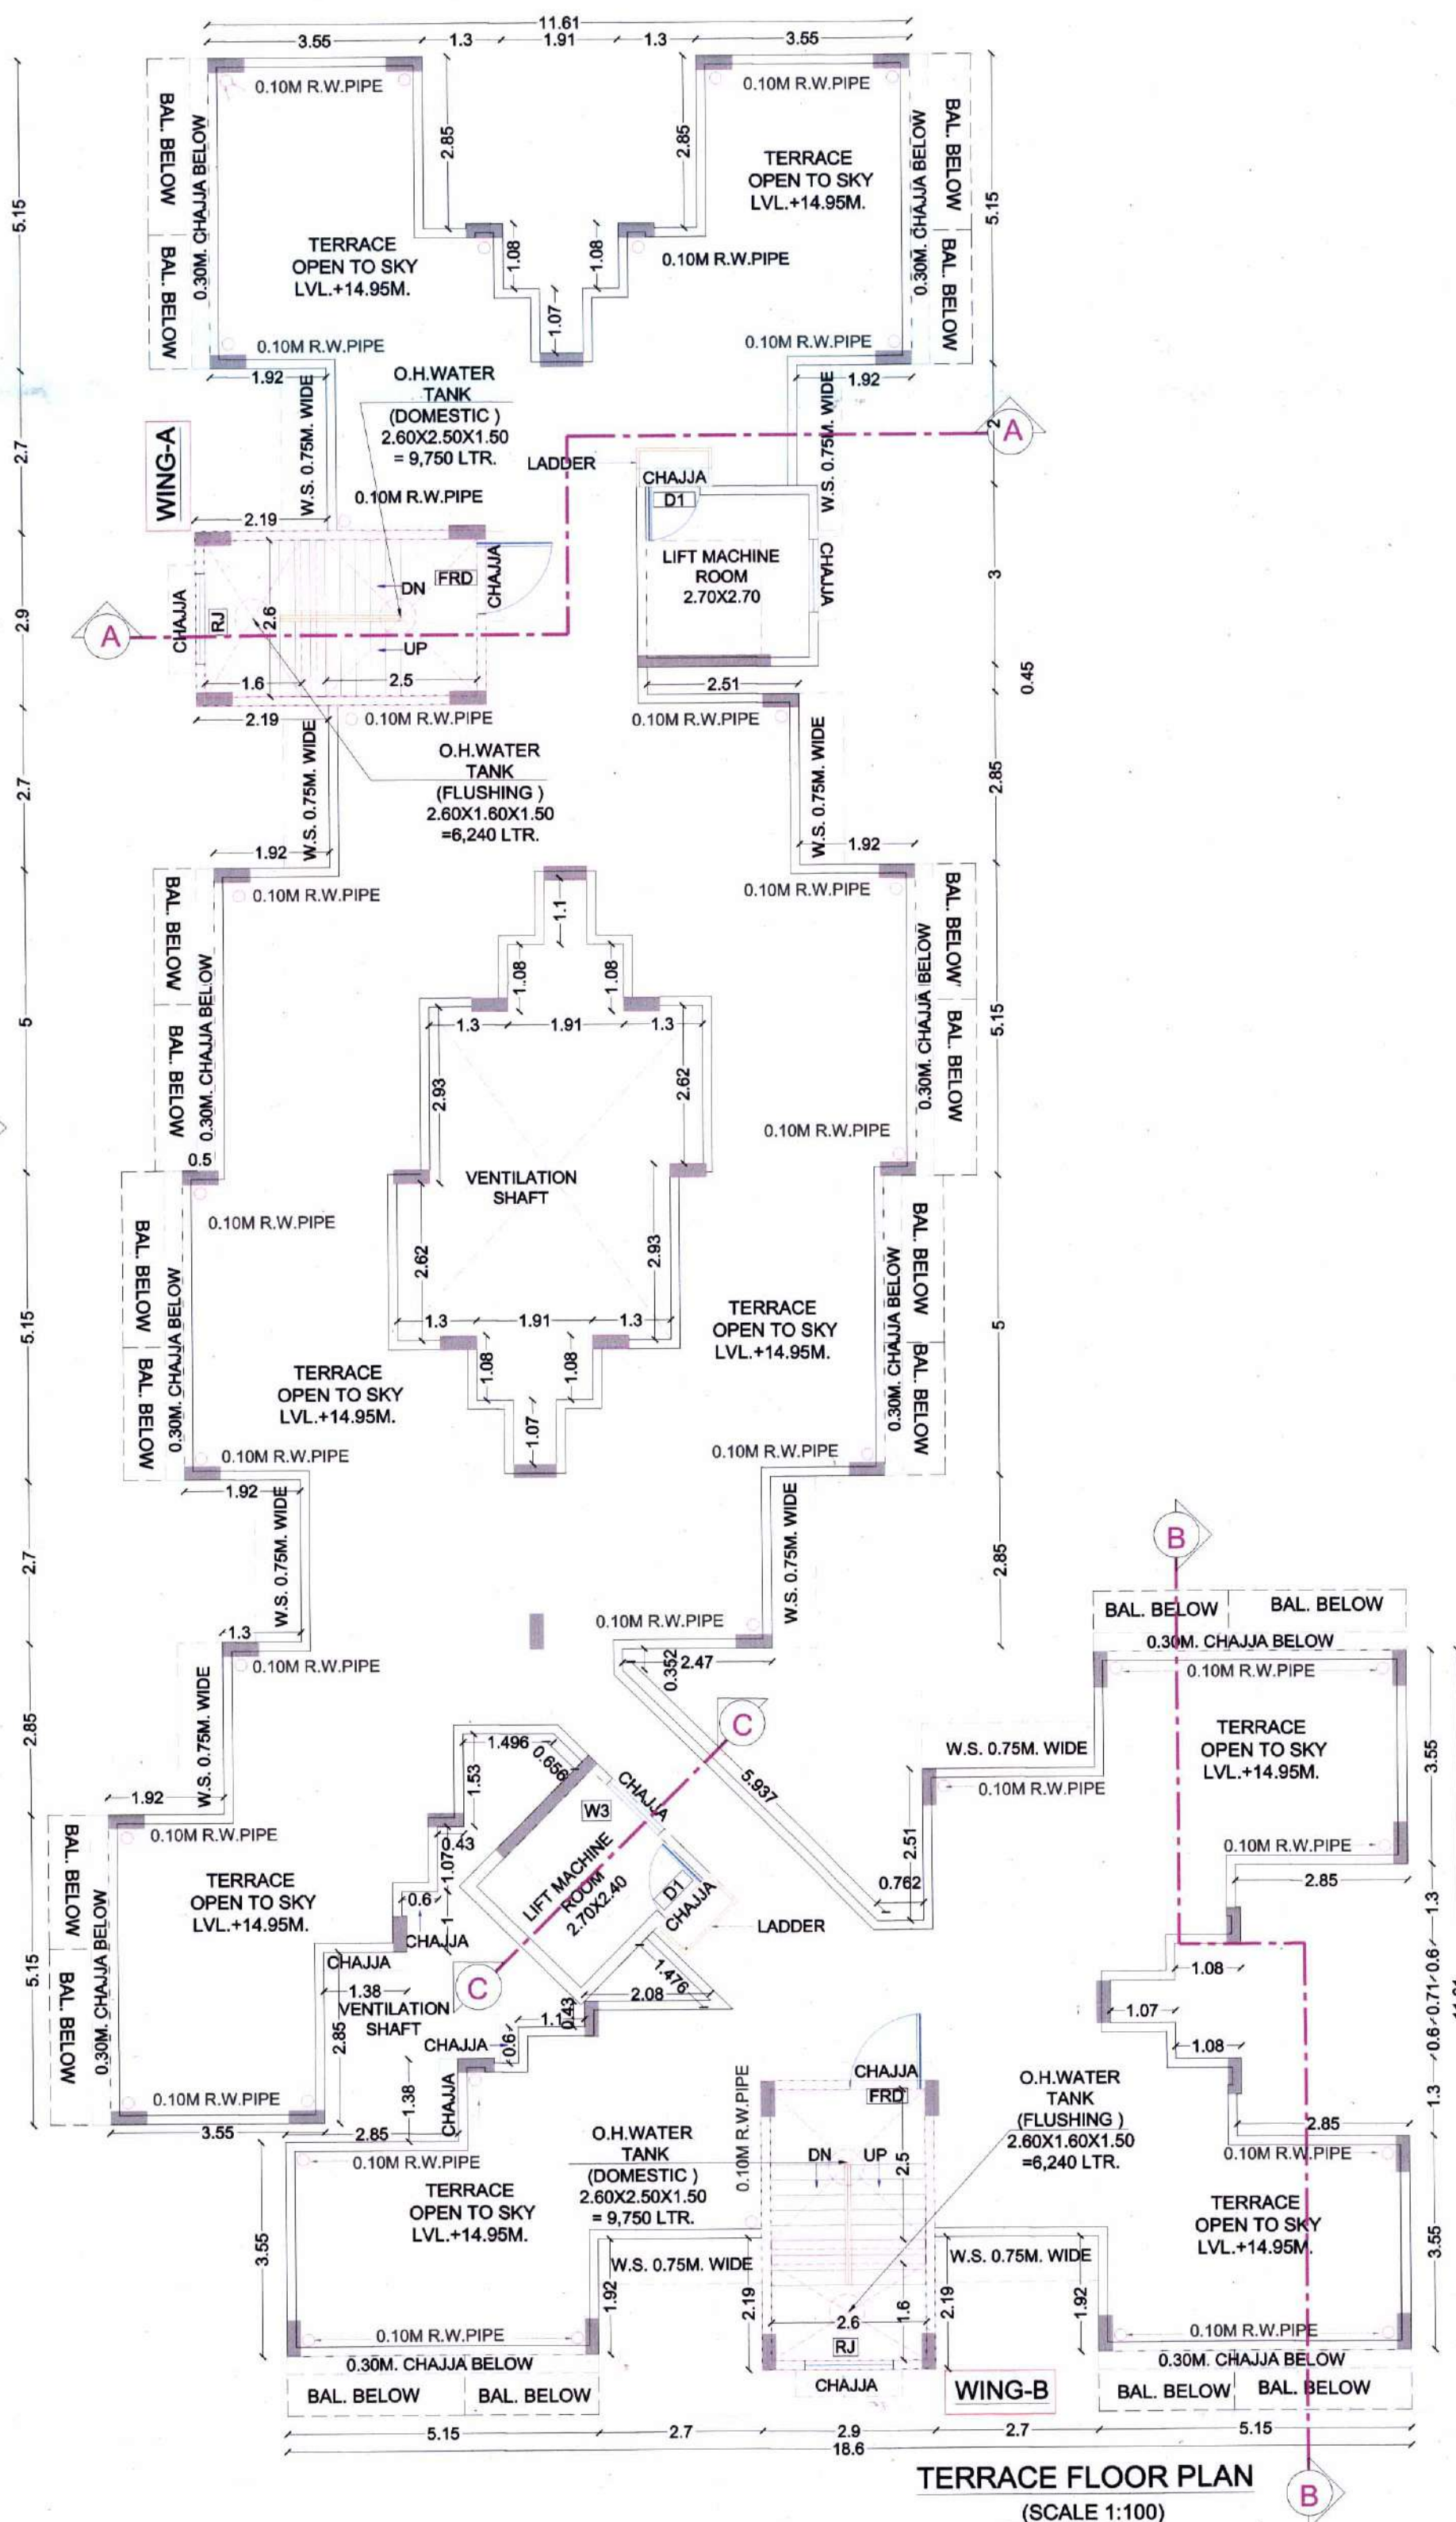 11.61
3.55 1.3 1.91 1.3 3.55
0.10M R.W.PIPE
0.10M R.W.PIPE
BAL. BELOW
BAL. BELOW
0.30M. CHAJJA BELOW
5.15
2.85
2.85
TERRACE
OPEN TO SKY
LVL.+14.95M.
0.30M. CHAJJA BELOW
BAL. BELOW
BAL. BELOW
5.15
TERRACE
OPEN TO SKY
LVL.+14.95M.
1.08
1.08
0.10M R.W.PIPE
1.07
0.10M R.W.PIPE
0.10M R.W.PIPE
1.92
1.92
W.S. 0.75M. WIDE
W.S. 0.75M. WIDE
O.H.WATER
TANK
(DOMESTIC )
2.60X2.50X1.50
= 9,750 LTR.
WING-A
2.7
2
A
LADDER
CHAJJA
D1
0.10M R.W.PIPE
2.19
LIFT MACHINE
ROOM
2.70X2.70
CHAJJA
3
2.9
A
CHAJJA
RJ
2.6
DN
FRD
CHAJJA
UP
1.6
2.5
2.51
0.45
2.19
0.10M R.W.PIPE
0.10M R.W.PIPE
W.S. 0.75M. WIDE
W.S. 0.75M. WIDE
2.7
2.85
O.H.WATER
TANK
(FLUSHING )
2.60X1.60X1.50
=6,240 LTR.
1.92
1.92
0.10M R.W.PIPE
0.10M R.W.PIPE
BAL. BELOW
BAL. BELOW
0.30M. CHAJJA BELOW
5
1.1
1.08
1.08
1.3 1.91 1.3
2.93
2.62
0.30M. CHAJJA BELOW
BAL. BELOW
BAL. BELOW
5.15
0.10M R.W.PIPE
0.5
VENTILATION
SHAFT
0.10M R.W.PIPE
BAL. BELOW
BAL. BELOW
0.30M. CHAJJA BELOW
5.15
2.62
2.93
1.3 1.91 1.3
TERRACE
OPEN TO SKY
LVL.+14.95M.
0.30M. CHAJJA BELOW
BAL. BELOW
BAL. BELOW
5
TERRACE
OPEN TO SKY
LVL.+14.95M.
1.08
1.08
1.07
0.10M R.W.PIPE
0.10M R.W.PIPE
1.92
W.S. 0.75M. WIDE
W.S. 0.75M. WIDE
2.7
2.85
B
BAL. BELOW
BAL. BELOW
0.30M. CHAJJA BELOW
0.10M R.W.PIPE
1.3
0.10M R.W.PIPE
0.10M R.W.PIPE
0.352
2.47
W.S. 0.75M. WIDE
2.85
C
1.496
0.656
1.53
CHAJJA
W3
5.937
W.S. 0.75M. WIDE
0.10M R.W.PIPE
TERRACE
OPEN TO SKY
LVL.+14.95M.
3.55
1.92
0.10M R.W.PIPE
BAL. BELOW
BAL. BELOW
0.30M. CHAJJA BELOW
5.15
TERRACE
OPEN TO SKY
LVL.+14.95M.
0.43
1.07
0.6
1
CHAJJA
LIFT MACHINE
ROOM
2.70X2.40
D1
CHAJJA
LADDER
2.51
0.762
0.10M R.W.PIPE
2.85
CHAJJA
1.38
VENTILATION
SHAFT
C
1.476
2.08
0.43
1.1
0.6
CHAJJA
2.85
1.38
CHAJJA
1.08
1.07
1.08
1.3
0.6
0.71
0.6
1.3
0.10M R.W.PIPE
3.55
2.85
2.85
0.10M R.W.PIPE
0.10M R.W.PIPE
TERRACE
OPEN TO SKY
LVL.+14.95M.
3.55
O.H.WATER
TANK
(DOMESTIC )
2.60X2.50X1.50
= 9,750 LTR.
0.10M R.W.PIPE
CHAJJA
FRD
DN
UP
2.5
O.H.WATER
TANK
(FLUSHING )
2.60X1.60X1.50
=6,240 LTR.
TERRACE
OPEN TO SKY
LVL.+14.95M.
3.55
W.S. 0.75M. WIDE
W.S. 0.75M. WIDE
1.92
2.19
2.6
1.6
2.19
1.92
RJ
0.10M R.W.PIPE
0.10M R.W.PIPE
0.30M. CHAJJA BELOW
0.30M. CHAJJA BELOW
BAL. BELOW
BAL. BELOW
CHAJJA
WING-B
BAL. BELOW
BAL. BELOW
5.15 2.7 2.9 2.7 5.15
18.6
TERRACE FLOOR PLAN
(SCALE 1:100)
B